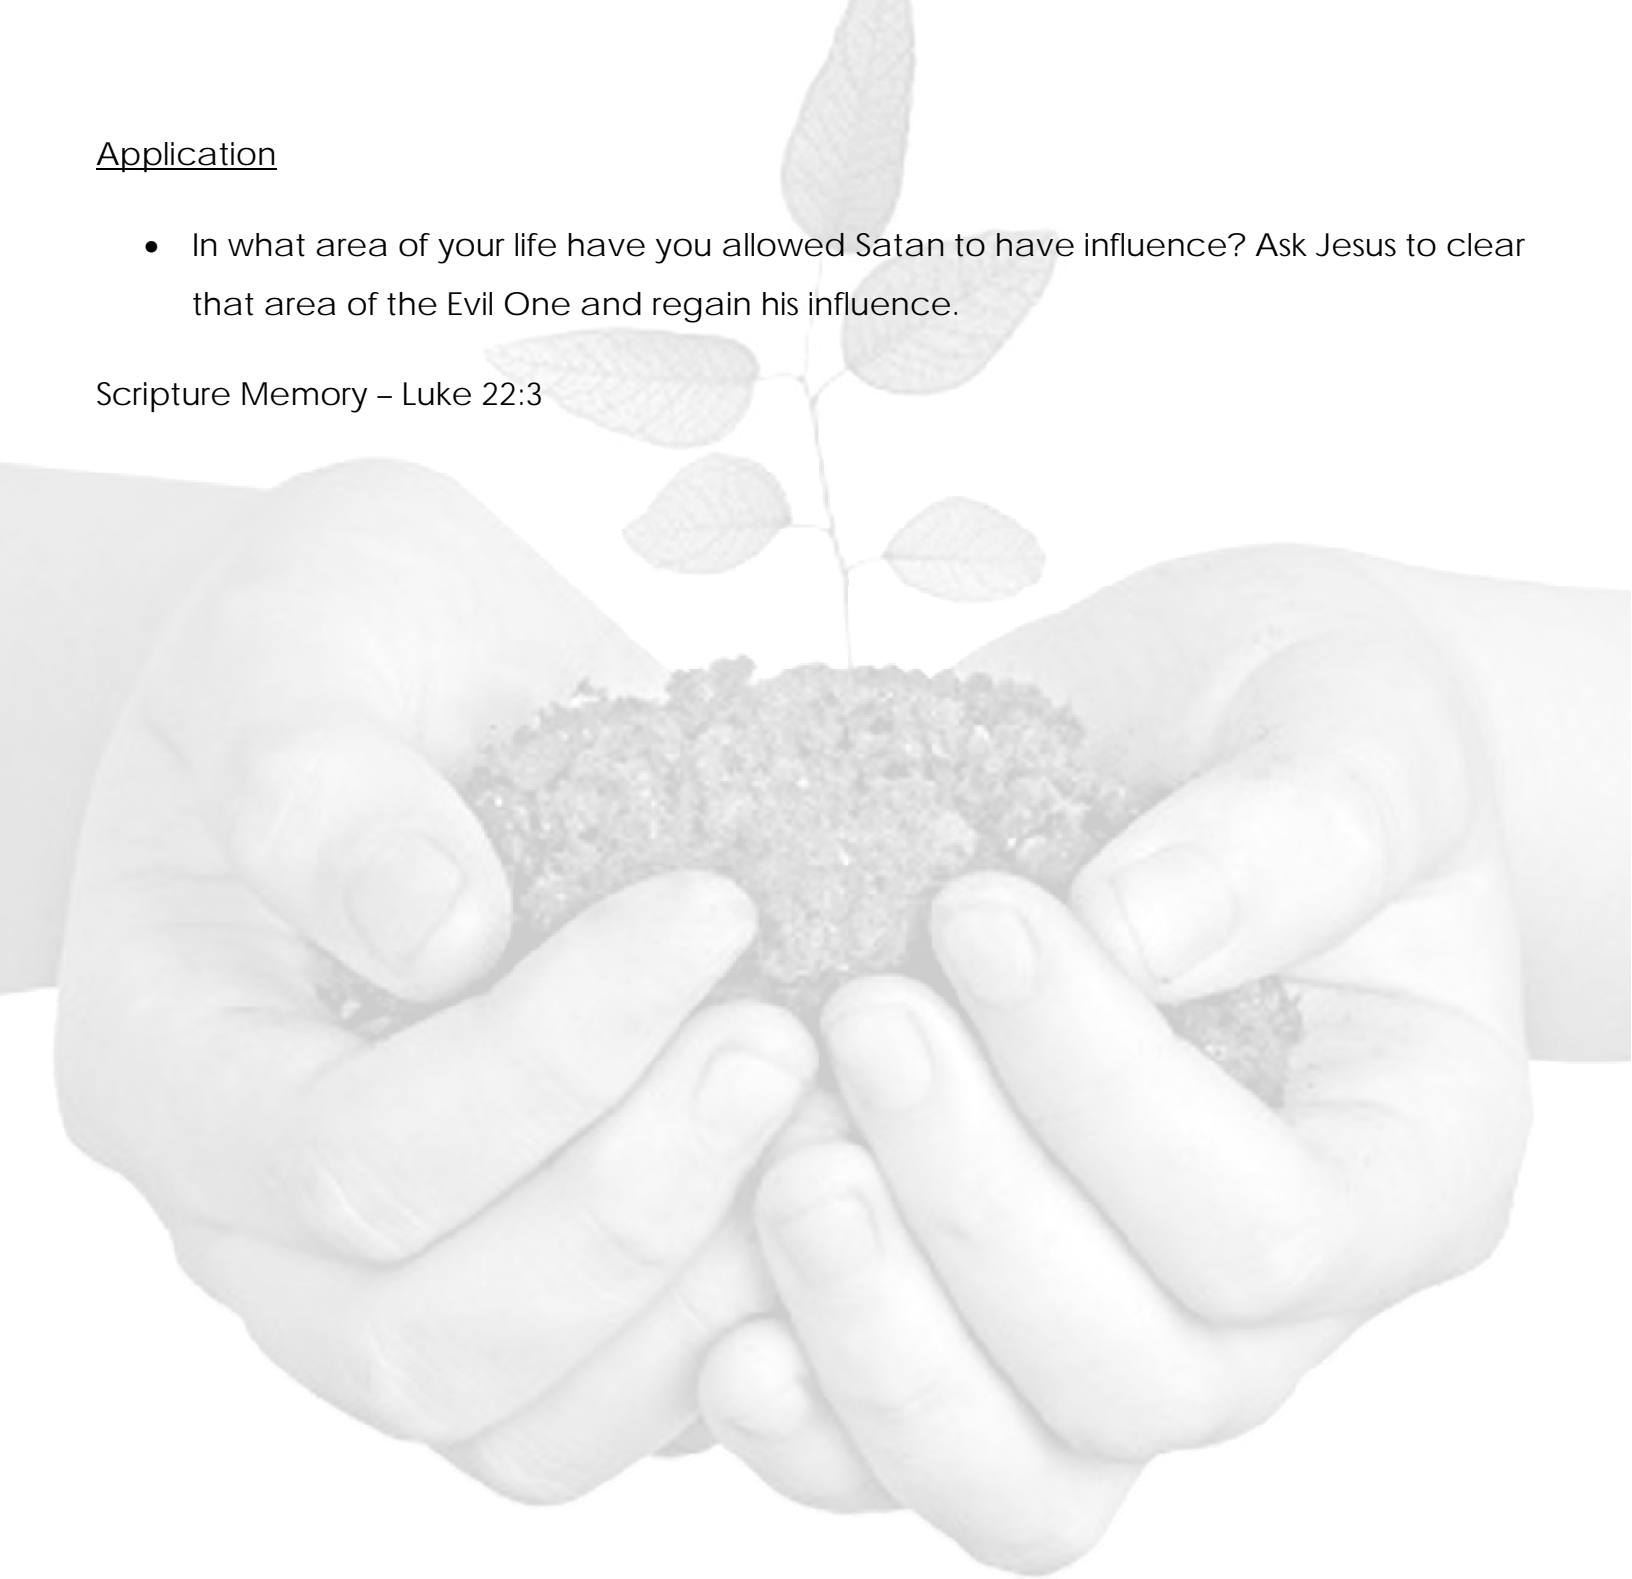 Application
• In what area of your life have you allowed Satan to have influence? Ask Jesus to clear
that area of the Evil One and regain his influence.
Scripture Memory – Luke 22:3